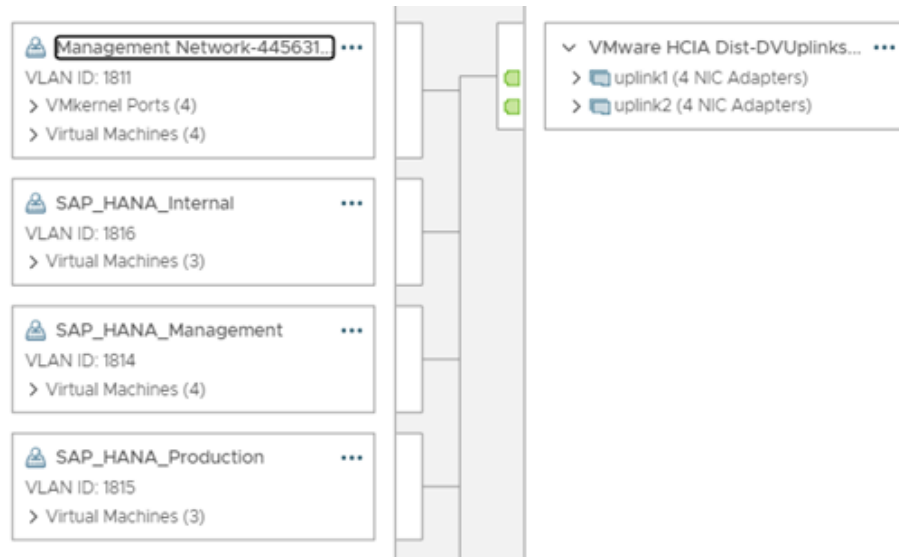 Management Network-445631...
VLAN ID: 1811
VMkernel Ports (4)
Virtual Machines (4)
SAP_HANA_Internal
VLAN ID: 1816
Virtual Machines (3)
SAP_HANA_Management
VLAN ID: 1814
Virtual Machines (4)
SAP_HANA_Production
VLAN ID: 1815
Virtual Machines (3)
VMware HCIA Dist-DVUplinks...
uplink1 (4 NIC Adapters)
uplink2 (4 NIC Adapters)